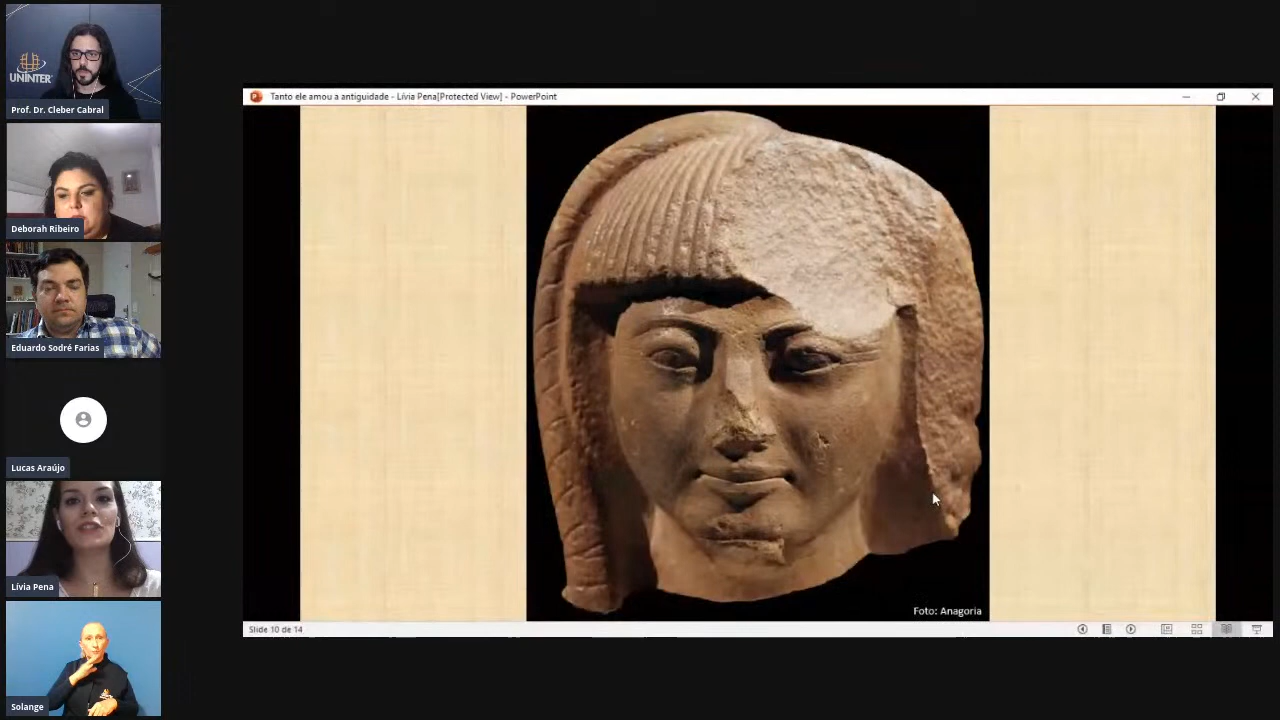 UNINTER
Prof. Dr. Cleber Cabral
Deborah Ribeiro
Eduardo Sodré Farias
Lucas Araújo
Lívia Pena
Solange
Tanto ele amou a antiguidade - Lívia Pena[Protected View] - PowerPoint
Foto: Anagoria
Slide 10 de 14